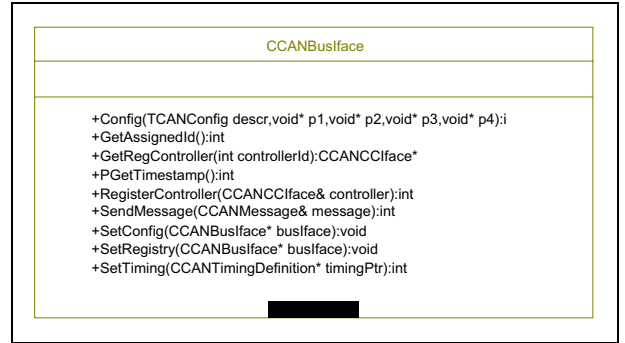 CCANBusIface
+Config(TCANConfig descr,void* p1,void* p2,void* p3,void* p4):i
+GetAssignedId():int
+GetRegController(int controllerId):CCANCCIface*
+PGetTimestamp():int
+RegisterController(CCANCCIface& controller):int
+SendMessage(CCANMessage& message):int
+SetConfig(CCANBusIface* busIface):void
+SetRegistry(CCANBusIface* busIface):void
+SetTiming(CCANTimingDefinition* timingPtr):int